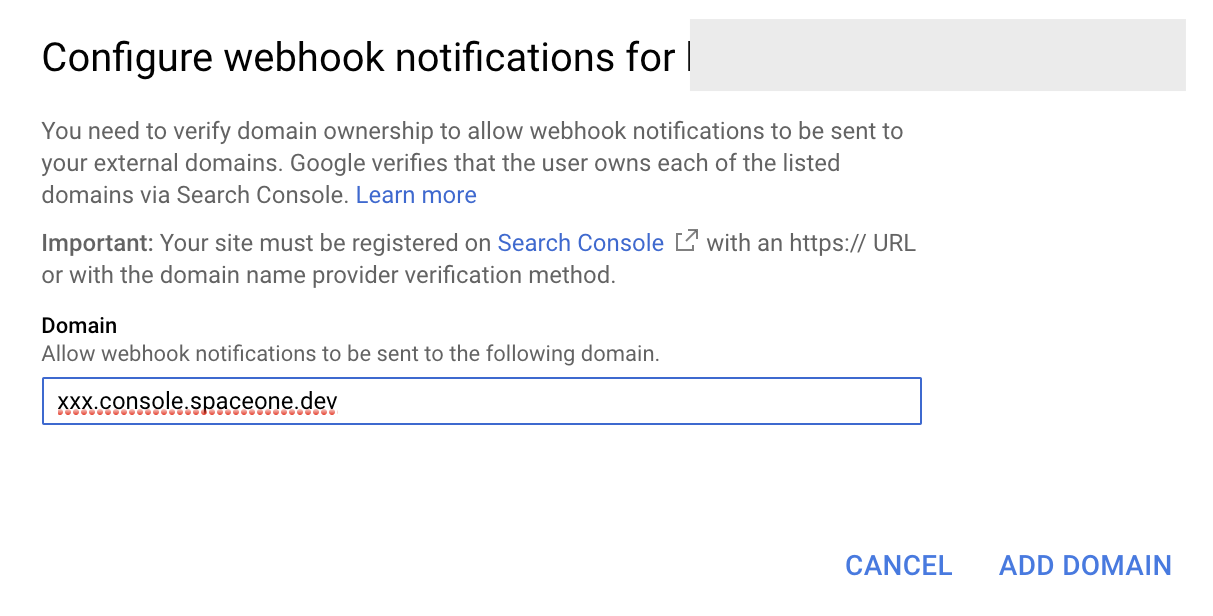 Configure webhook notifications for
You need to verify domain ownership to allow webhook notifications to be sent to
your external domains. Google verifies that the user owns each of the listed
domains via Search Console. Learn more
Important: Your site must be registered on Search Console with an https:// URL
or with the domain name provider verification method.
Domain
Allow webhook notifications to be sent to the following domain.
xxx.console.spaceone.dev
CANCEL ADD DOMAIN